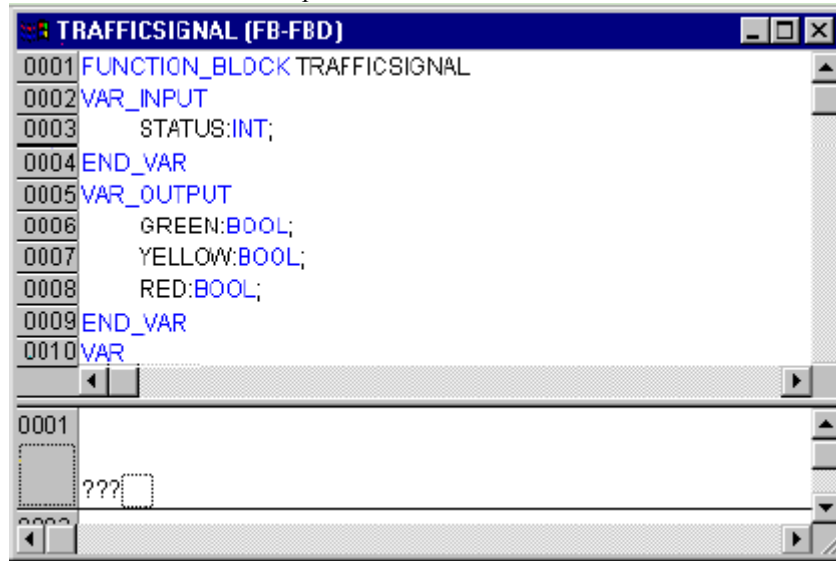 TRAFFICSIGNAL (FB-FBD)
0001 FUNCTION_BLOCK TRAFFICSIGNAL
0002 VAR_INPUT
0003 STATUS:INT;
0004 END_VAR
0005 VAR_OUTPUT
0006 GREEN:BOOL;
0007 YELLOW:BOOL;
0008 RED:BOOL;
0009 END_VAR
0010 VAR
0001
???